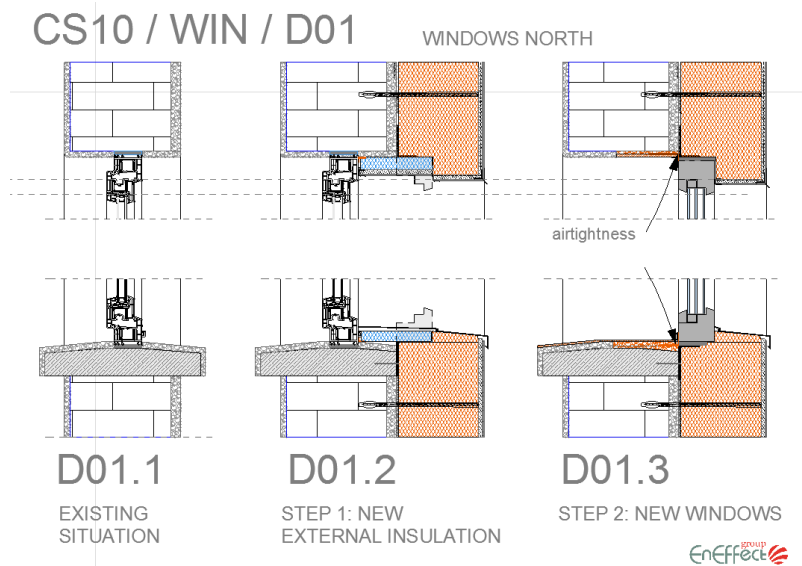 CS10 / WIN / D01
WINDOWS NORTH
airtightness
D01.1
D01.2
D01.3
EXISTING
SITUATION
STEP 1: NEW
EXTERNAL INSULATION
STEP 2: NEW WINDOWS
group
EnEffect